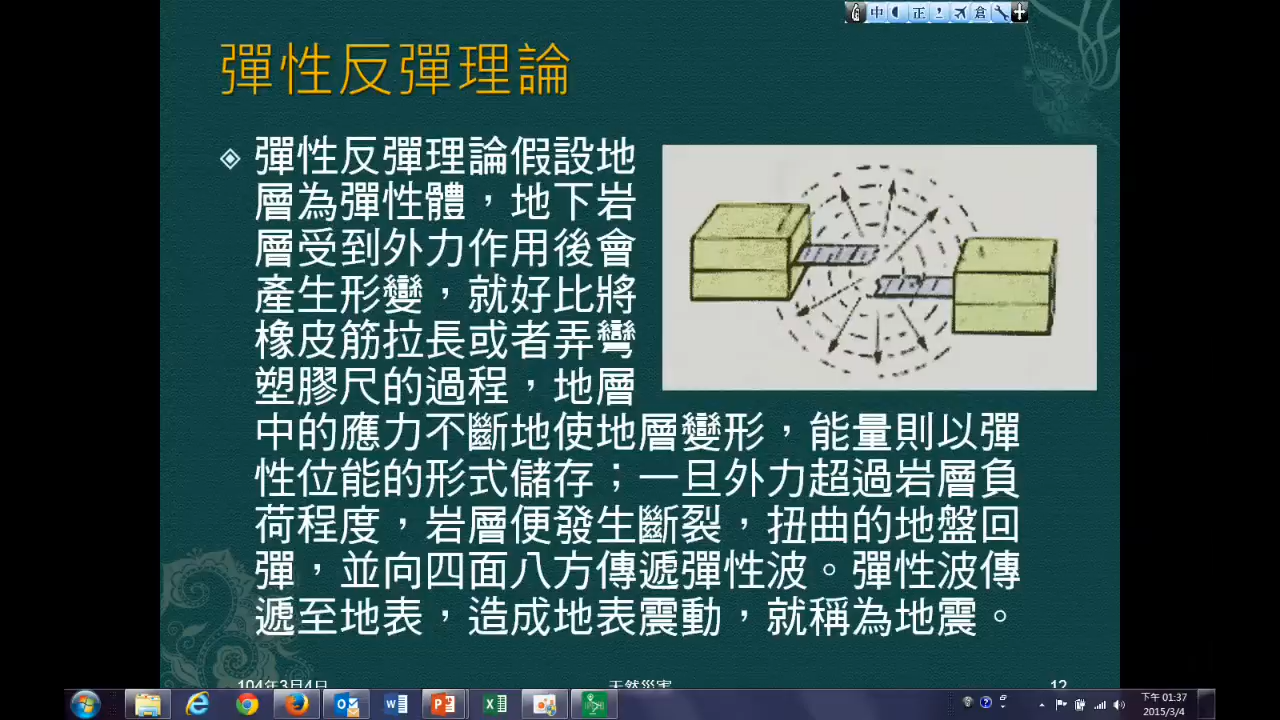 中 正 , 倉
彈性反彈理論
彈性反彈理論假設地
層為彈性體，地下岩
層受到外力作用後會
產生形變，就好比將
橡皮筋拉長或者弄彎
塑膠尺的過程，地層
中的應力不斷地使地層變形，能量則以彈
性位能的形式儲存；一旦外力超過岩層負
荷程度，岩層便發生斷裂，扭曲的地盤回
彈，並向四面八方傳遞彈性波。彈性波傳
遞至地表，造成地表震動，就稱為地震。
104年3月4日 天然災害 12
下午 01:37
2015/3/4